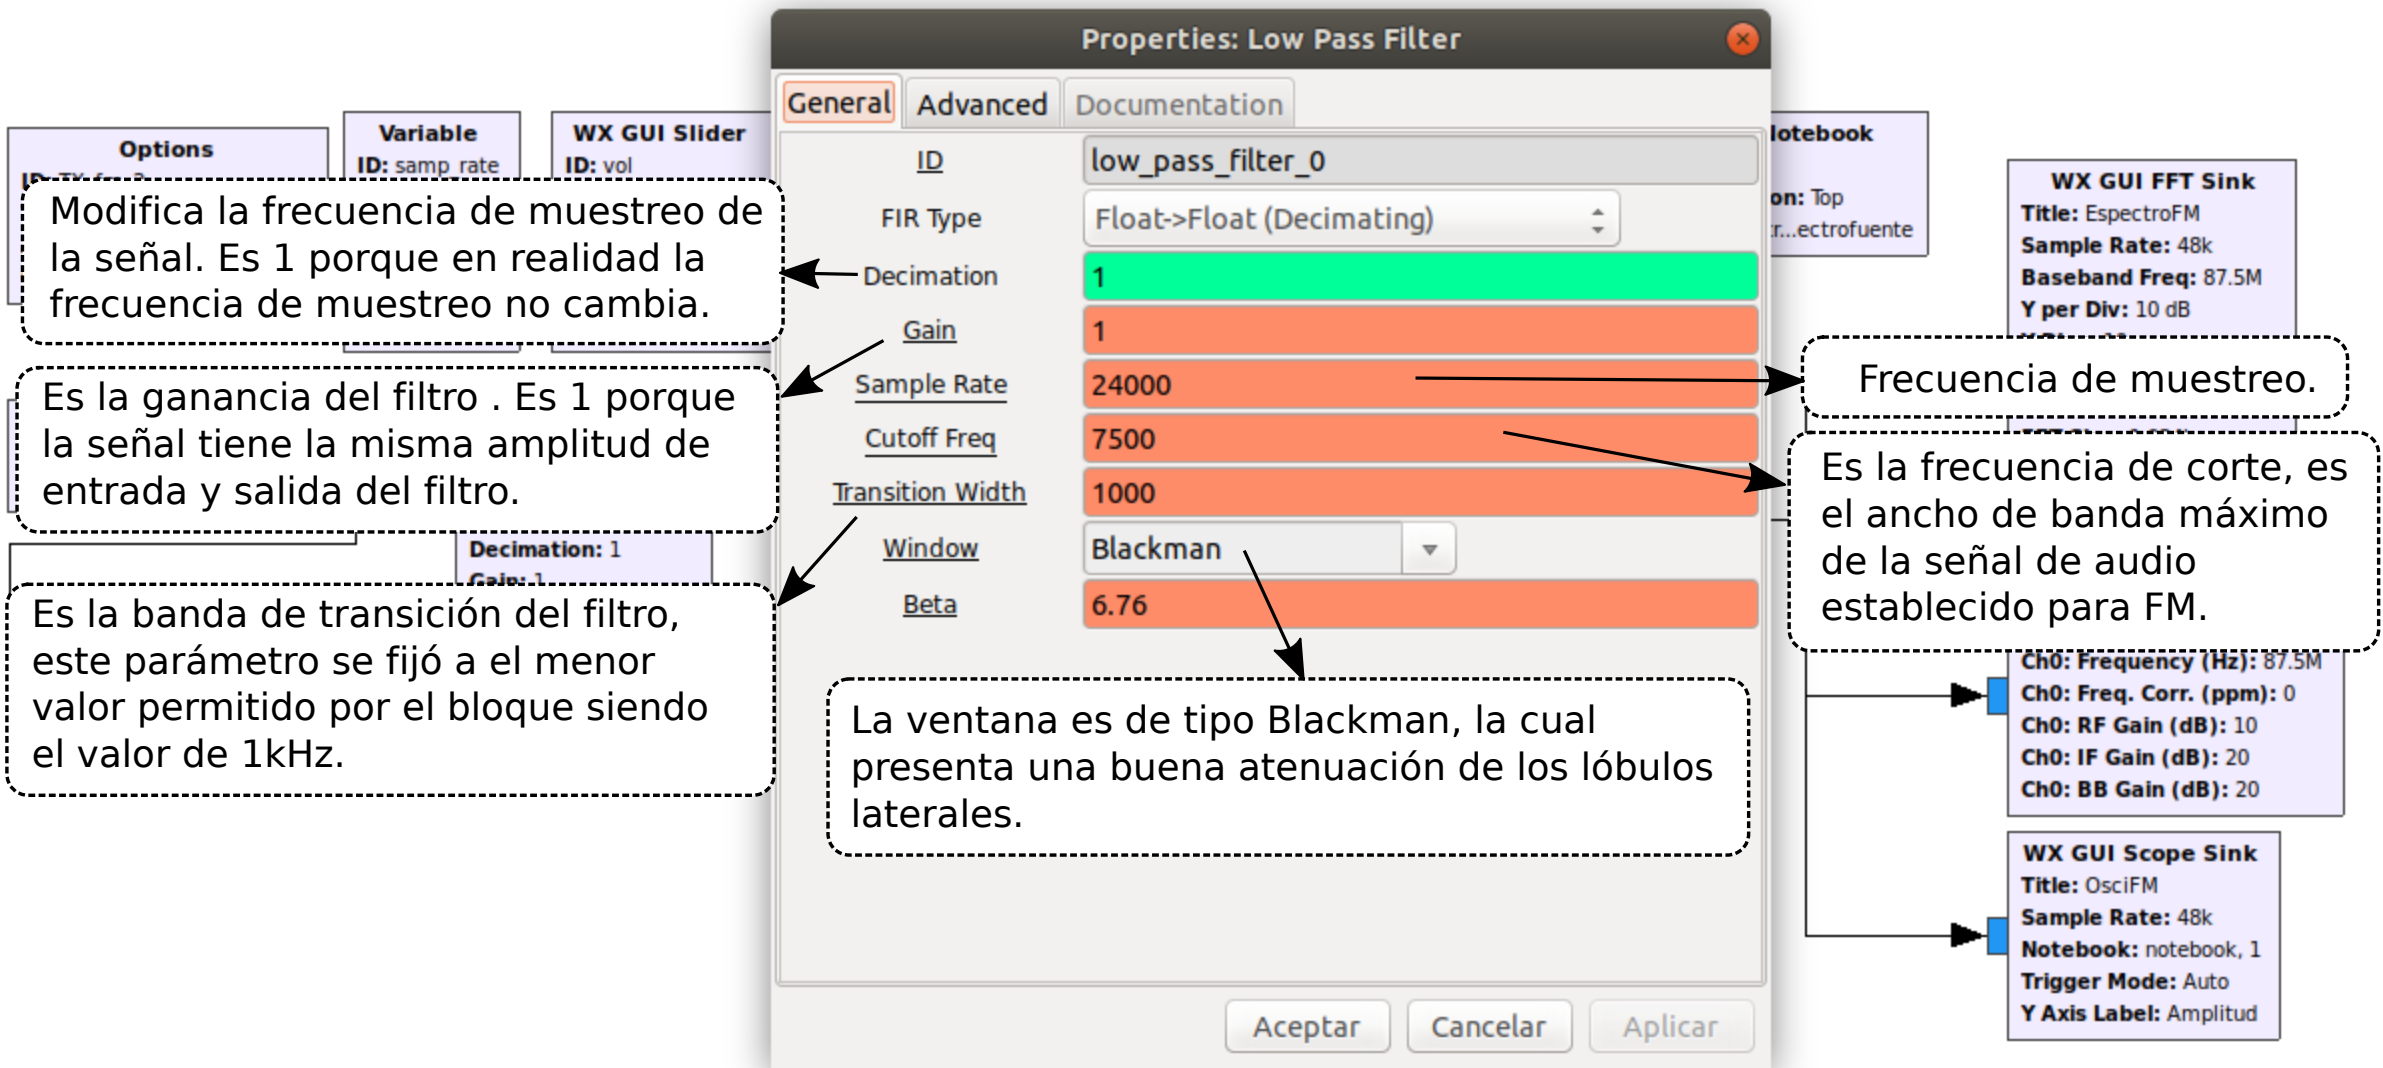 Properties: Low Pass Filter
General
Advanced
Documentation
ID
low_pass_filter_0
FIR Type
Float->Float (Decimating)
Decimation
1
Gain
1
Sample Rate
24000
Cutoff Freq
7500
Transition Width
1000
Window
Blackman
Beta
6.76
Aceptar
Cancelar
Aplicar
Options
Variable
ID: samp_rate
WX GUI Slider
ID: vol
Modifica la frecuencia de muestreo de
la señal. Es 1 porque en realidad la
frecuencia de muestreo no cambia.
Es la ganancia del filtro . Es 1 porque
la señal tiene la misma amplitud de
entrada y salida del filtro.
Decimation: 1
Gain: 1
Es la banda de transición del filtro,
este parámetro se fijó a el menor
valor permitido por el bloque siendo
el valor de 1kHz.
La ventana es de tipo Blackman, la cual
presenta una buena atenuación de los lóbulos
laterales.
lotebook
on: Top
r...ectrofuente
WX GUI FFT Sink
Title: EspectroFM
Sample Rate: 48k
Baseband Freq: 87.5M
Y per Div: 10 dB
Frecuencia de muestreo.
Es la frecuencia de corte, es
el ancho de banda máximo
de la señal de audio
establecido para FM.
Ch0: Frequency (Hz): 87.5M
Ch0: Freq. Corr. (ppm): 0
Ch0: RF Gain (dB): 10
Ch0: IF Gain (dB): 20
Ch0: BB Gain (dB): 20
WX GUI Scope Sink
Title: OsciFM
Sample Rate: 48k
Notebook: notebook, 1
Trigger Mode: Auto
Y Axis Label: Amplitud